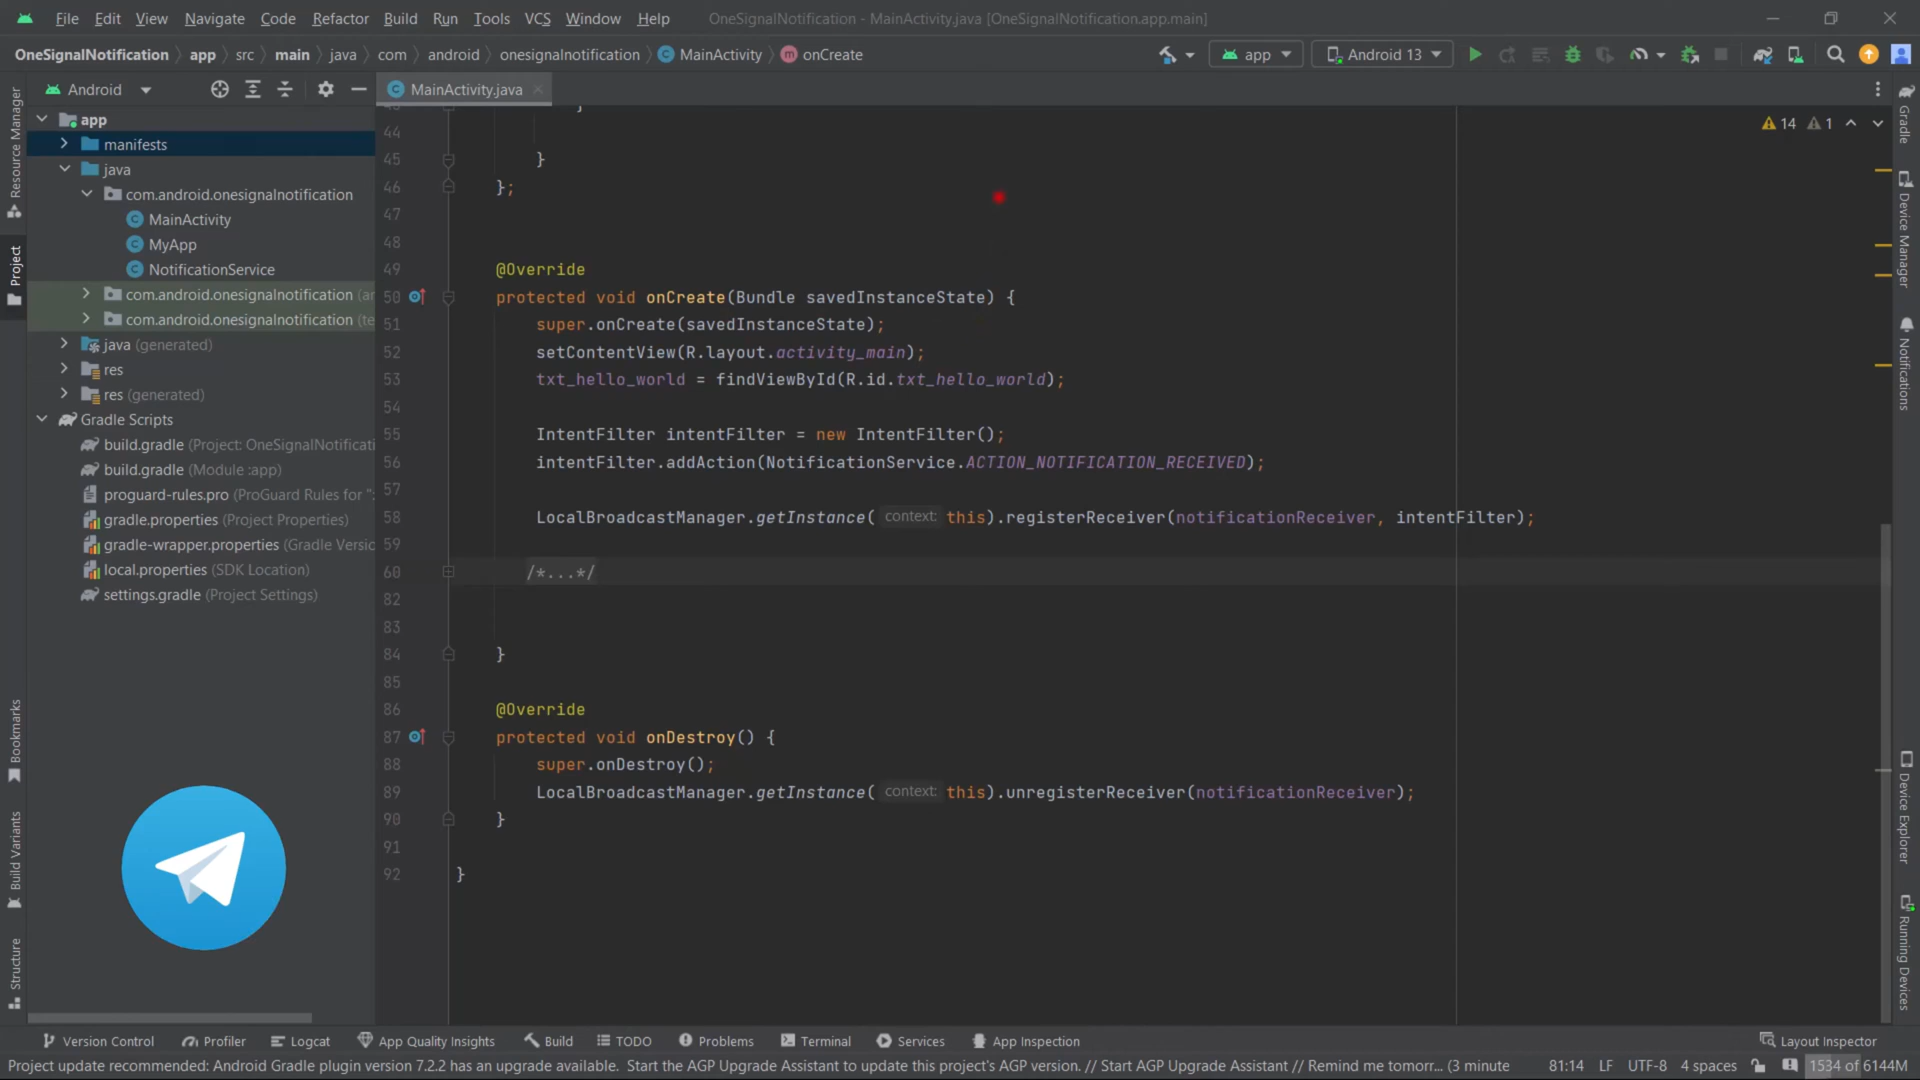 File Edit View Navigate Code Refactor Build Run Tools VCS Window Help OneSignalNotification - MainActivity.java [OneSignalNotification.app.main]
OneSignalNotification app src main java com android onesignalnotification MainActivity onCreate app Android 13
Android MainActivity.java
Resource Manager
Project
Bookmarks
Build Variants
Structure
app
manifests
java
com.android.onesignalnotification
MainActivity
MyApp
NotificationService
com.android.onesignalnotification (ar
com.android.onesignalnotification (te
java (generated)
res
res (generated)
Gradle Scripts
build.gradle (Project: OneSignalNotificati
build.gradle (Module :app)
proguard-rules.pro (ProGuard Rules for ":
gradle.properties (Project Properties)
gradle-wrapper.properties (Gradle Versio
local.properties (SDK Location)
settings.gradle (Project Settings)
14 1
44
45 }
46 };
47
48
49 @Override
50 protected void onCreate(Bundle savedInstanceState) {
51 super.onCreate(savedInstanceState);
52 setContentView(R.layout.activity_main);
53 txt_hello_world = findViewById(R.id.txt_hello_world);
54
55 IntentFilter intentFilter = new IntentFilter();
56 intentFilter.addAction(NotificationService.ACTION_NOTIFICATION_RECEIVED);
57
58 LocalBroadcastManager.getInstance( context: this).registerReceiver(notificationReceiver, intentFilter);
59
60 /*...*/
82
83
84 }
85
86 @Override
87 protected void onDestroy() {
88 super.onDestroy();
89 LocalBroadcastManager.getInstance( context: this).unregisterReceiver(notificationReceiver);
90 }
91
92 }
Gradle
Device Manager
Notifications
Device Explorer
Running Devices
Version Control Profiler Logcat App Quality Insights Build TODO Problems Terminal Services App Inspection Layout Inspector
Project update recommended: Android Gradle plugin version 7.2.2 has an upgrade available. Start the AGP Upgrade Assistant to update this project's AGP version. // Start AGP Upgrade Assistant // Remind me tomorr... (3 minute 81:14 LF UTF-8 4 spaces 1534 of 6144M